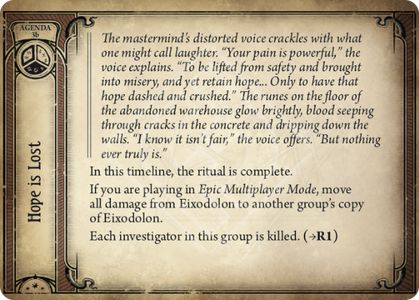 AGENDA
3b
Hope is Lost
The mastermind's distorted voice crackles with what
one might call laughter. “Your pain is powerful,” the
voice explains. “To be lifted from safety and brought
into misery, and yet retain hope... Only to have that
hope dashed and crushed.” The runes on the floor of
the abandoned warehouse glow brightly, blood seeping
through cracks in the concrete and dripping down the
walls. “I know it isn't fair,” the voice offers. “But nothing
ever truly is.”
In this timeline, the ritual is complete.
If you are playing in Epic Multiplayer Mode, move
all damage from Eixodolon to another group's copy
of Eixodolon.
Each investigator in this group is killed. (→R1)